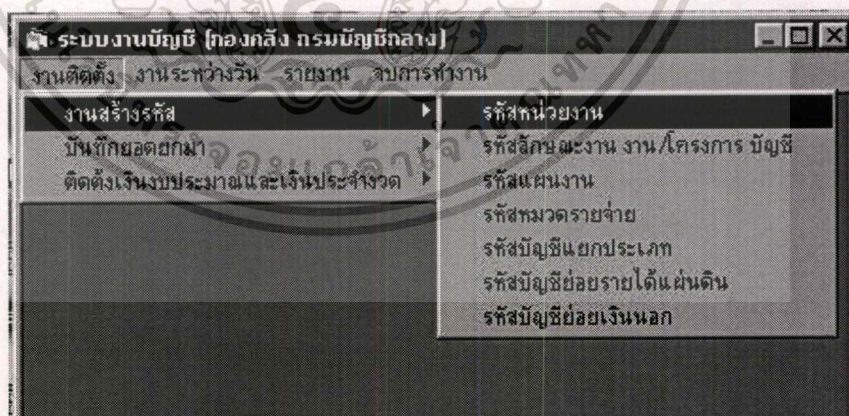 ระบบงานบัญชี (กองคลัง กรมบัญชีกลาง)
งานติดตั้ง งานระหว่างวัน รายงาน จบการทำงาน
งานสร้างรหัส
บันทึกยอดยกมา
ติดตั้งเงินงบประมาณและเงินประจำงวด
รหัสหน่วยงาน
รหัสลักษณะงาน งาน/โครงการ บัญชี
รหัสแผนงาน
รหัสหมวดรายจ่าย
รหัสบัญชีแยกประเภท
รหัสบัญชีย่อยรายได้แผ่นดิน
รหัสบัญชีย่อยเงินนอก